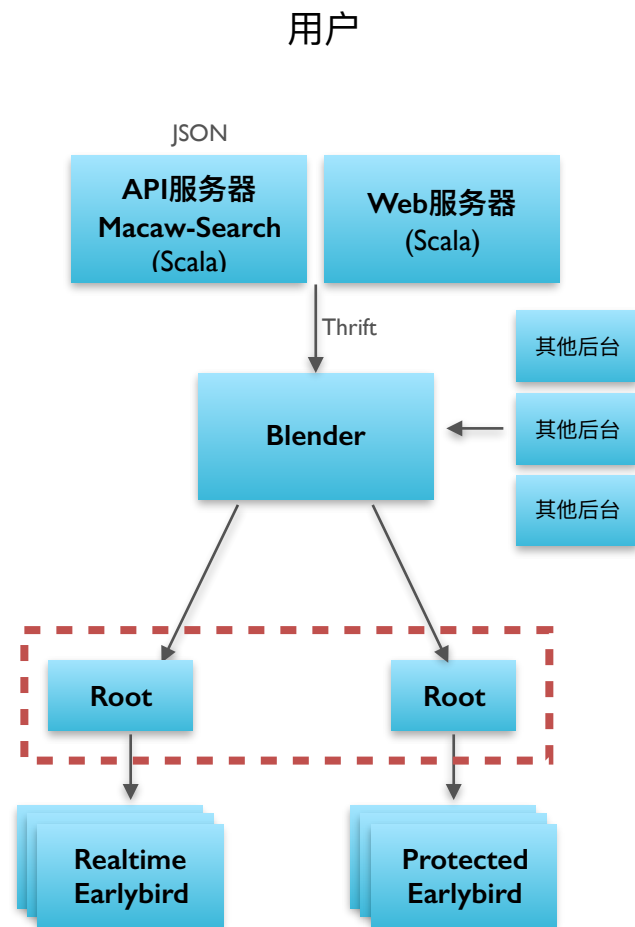 用户
JSON
API服务器
Macaw-Search
(Scala)
Web服务器
(Scala)
Thrift
其他后台
Blender
其他后台
其他后台
Root
Root
Realtime
Earlybird
Protected
Earlybird